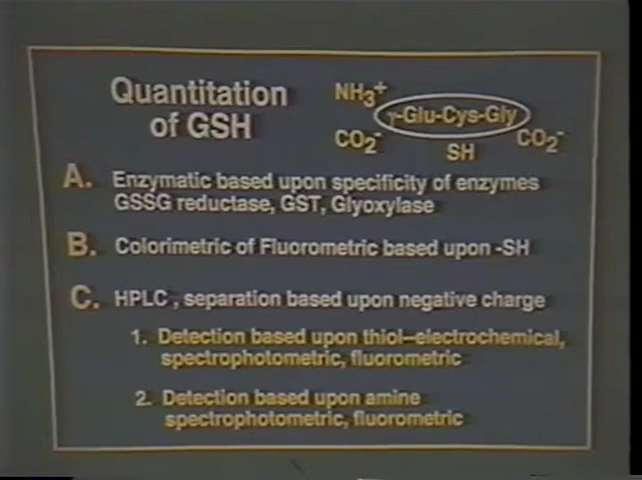 Quantitation
of GSH
NH₃⁺
γ-Glu-Cys-Gly
CO₂⁻
SH
CO₂⁻
A. Enzymatic based upon specificity of enzymes
GSSG reductase, GST, Glyoxylase
B. Colorimetric of Fluorometric based upon -SH
C. HPLC , separation based upon negative charge
1. Detection based upon thiol–electrochemical,
spectrophotometric, fluorometric
2. Detection based upon amine
spectrophotometric, fluorometric